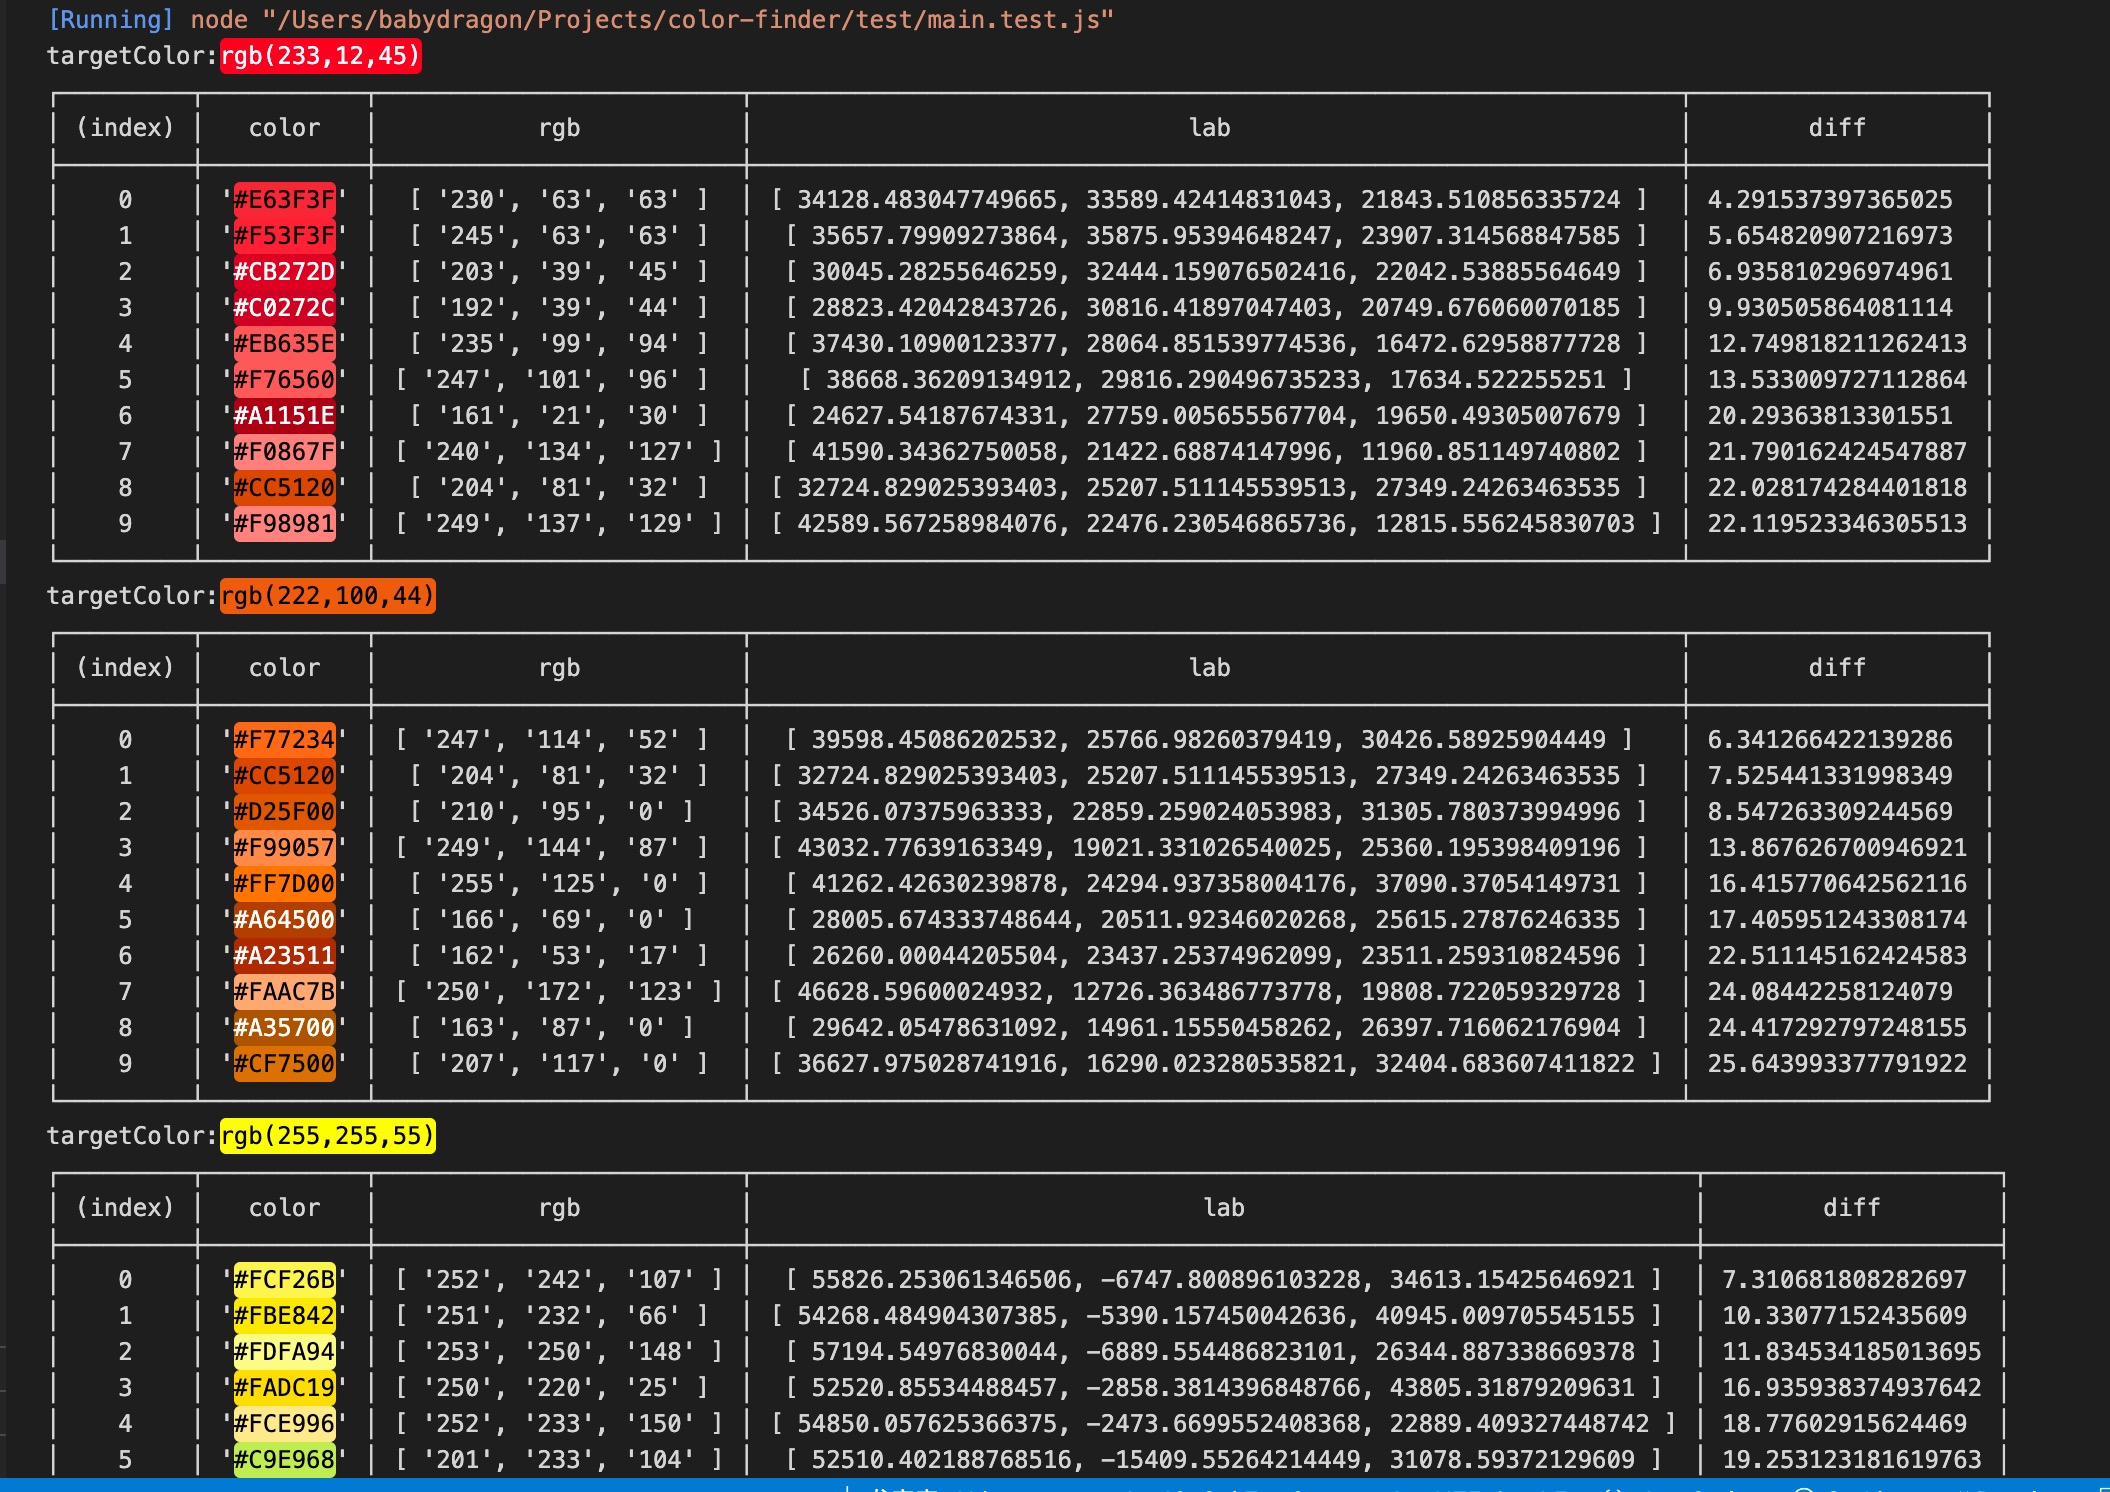 [Running] node "/Users/babydragon/Projects/color-finder/test/main.test.js"
targetColor:rgb(233,12,45)
(index) color rgb lab diff
0 '#E63F3F' [ '230', '63', '63' ] [ 34128.483047749665, 33589.42414831043, 21843.510856335724 ] 4.291537397365025
1 '#F53F3F' [ '245', '63', '63' ] [ 35657.79909273864, 35875.95394648247, 23907.314568847585 ] 5.654820907216973
2 '#CB272D' [ '203', '39', '45' ] [ 30045.28255646259, 32444.159076502416, 22042.53885564649 ] 6.935810296974961
3 '#C0272C' [ '192', '39', '44' ] [ 28823.42042843726, 30816.41897047403, 20749.676060070185 ] 9.930505864081114
4 '#EB635E' [ '235', '99', '94' ] [ 37430.10900123377, 28064.851539774536, 16472.62958877728 ] 12.749818211262413
5 '#F76560' [ '247', '101', '96' ] [ 38668.36209134912, 29816.290496735233, 17634.522255251 ] 13.533009727112864
6 '#A1151E' [ '161', '21', '30' ] [ 24627.54187674331, 27759.005655567704, 19650.49305007679 ] 20.29363813301551
7 '#F0867F' [ '240', '134', '127' ] [ 41590.34362750058, 21422.68874147996, 11960.851149740802 ] 21.790162424547887
8 '#CC5120' [ '204', '81', '32' ] [ 32724.829025393403, 25207.511145539513, 27349.24263463535 ] 22.028174284401818
9 '#F98981' [ '249', '137', '129' ] [ 42589.567258984076, 22476.230546865736, 12815.556245830703 ] 22.119523346305513
targetColor:rgb(222,100,44)
(index) color rgb lab diff
0 '#F77234' [ '247', '114', '52' ] [ 39598.45086202532, 25766.98260379419, 30426.58925904449 ] 6.341266422139286
1 '#CC5120' [ '204', '81', '32' ] [ 32724.829025393403, 25207.511145539513, 27349.24263463535 ] 7.525441331998349
2 '#D25F00' [ '210', '95', '0' ] [ 34526.07375963333, 22859.259024053983, 31305.780373994996 ] 8.547263309244569
3 '#F99057' [ '249', '144', '87' ] [ 43032.77639163349, 19021.331026540025, 25360.195398409196 ] 13.867626700946921
4 '#FF7D00' [ '255', '125', '0' ] [ 41262.42630239878, 24294.937358004176, 37090.37054149731 ] 16.415770642562116
5 '#A64500' [ '166', '69', '0' ] [ 28005.674333748644, 20511.92346020268, 25615.27876246335 ] 17.405951243308174
6 '#A23511' [ '162', '53', '17' ] [ 26260.00044205504, 23437.25374962099, 23511.259310824596 ] 22.511145162424583
7 '#FAAC7B' [ '250', '172', '123' ] [ 46628.59600024932, 12726.363486773778, 19808.722059329728 ] 24.08442258124079
8 '#A35700' [ '163', '87', '0' ] [ 29642.05478631092, 14961.15550458262, 26397.716062176904 ] 24.417292797248155
9 '#CF7500' [ '207', '117', '0' ] [ 36627.975028741916, 16290.023280535821, 32404.683607411822 ] 25.643993377791922
targetColor:rgb(255,255,55)
(index) color rgb lab diff
0 '#FCF26B' [ '252', '242', '107' ] [ 55826.253061346506, -6747.800896103228, 34613.15425646921 ] 7.310681808282697
1 '#FBE842' [ '251', '232', '66' ] [ 54268.484904307385, -5390.157450042636, 40945.009705545155 ] 10.33077152435609
2 '#FDFA94' [ '253', '250', '148' ] [ 57194.54976830044, -6889.554486823101, 26344.887338669378 ] 11.834534185013695
3 '#FADC19' [ '250', '220', '25' ] [ 52520.85534488457, -2858.3814396848766, 43805.31879209631 ] 16.935938374937642
4 '#FCE996' [ '252', '233', '150' ] [ 54850.057625366375, -2473.6699552408368, 22889.409327448742 ] 18.77602915624469
5 '#C9E968' [ '201', '233', '104' ] [ 52510.402188768516, -15409.55264214449, 31078.59372129609 ] 19.253123181619763